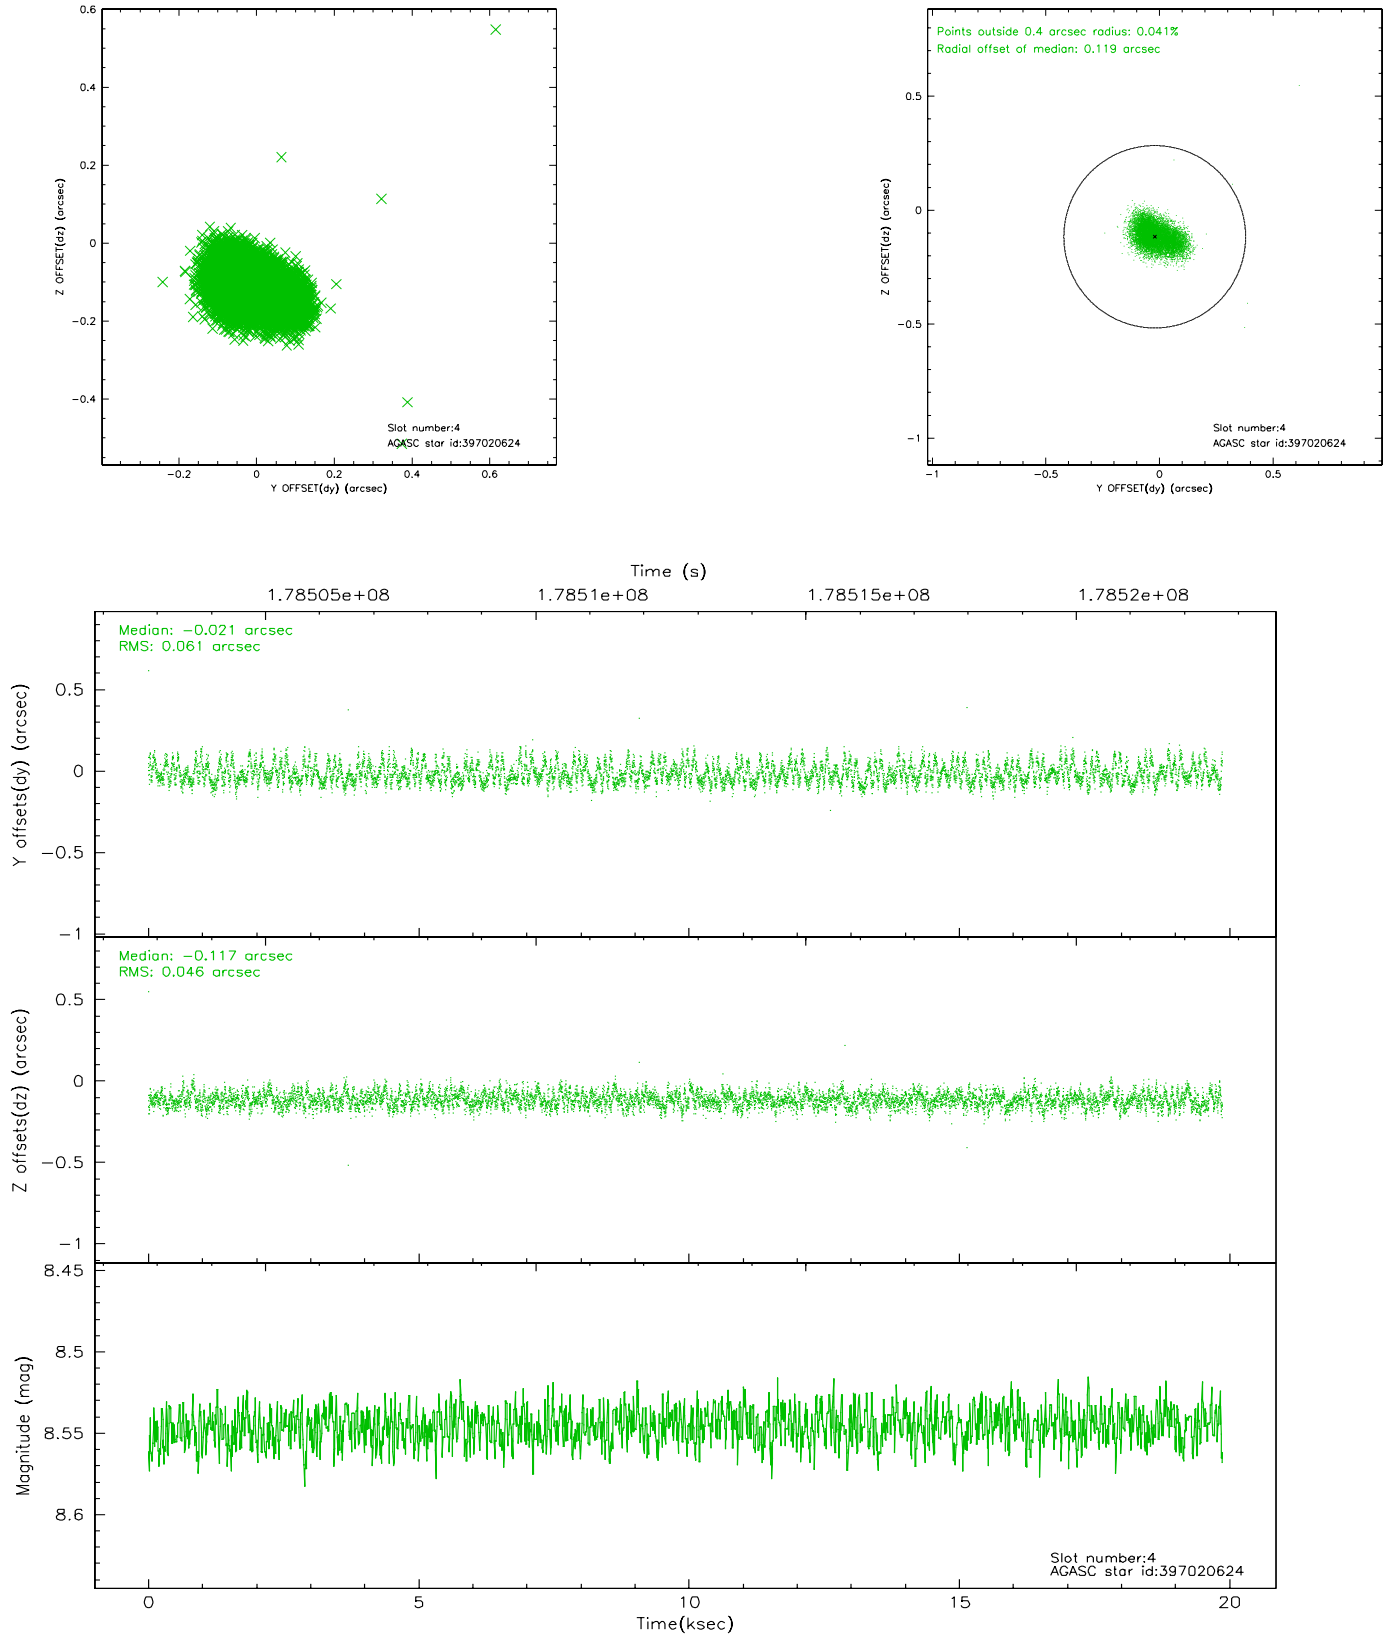 0.6
0.4
0.2
0
−0.2
−0.4
Z OFFSET(dz) (arcsec)
Slot number:4
AGASC star id:397020624
−0.2 0 0.2 0.4 0.6
Y OFFSET(dy) (arcsec)
Points outside 0.4 arcsec radius: 0.041%
Radial offset of median: 0.119 arcsec
0.5
0
−0.5
−1
Z OFFSET(dz) (arcsec)
Slot number:4
AGASC star id:397020624
−1 −0.5 0 0.5
Y OFFSET(dy) (arcsec)
Time (s)
1.78505e+08 1.7851e+08 1.78515e+08 1.7852e+08
Median: −0.021 arcsec
RMS: 0.061 arcsec
0.5
0
−0.5
−1
Y offsets(dy) (arcsec)
Median: −0.117 arcsec
RMS: 0.046 arcsec
0.5
0
−0.5
−1
Z offsets(dz) (arcsec)
8.45
8.5
8.55
8.6
Magnitude (mag)
Slot number:4
AGASC star id:397020624
0 5 10 15 20
Time(ksec)